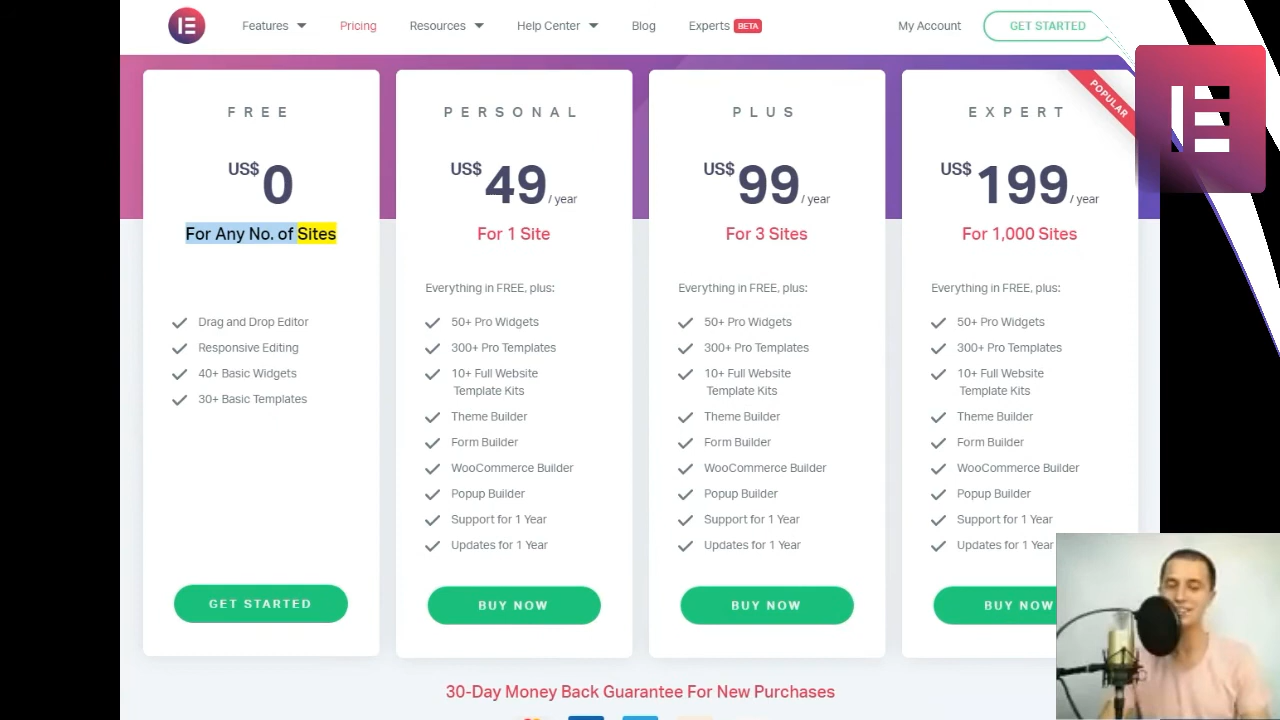 Features Pricing Resources Help Center Blog Experts BETA My Account GET STARTED
FREE
US$ 0
For Any No. of Sites
Drag and Drop Editor
Responsive Editing
40+ Basic Widgets
30+ Basic Templates
GET STARTED
PERSONAL
US$ 49 / year
For 1 Site
Everything in FREE, plus:
50+ Pro Widgets
300+ Pro Templates
10+ Full Website
Template Kits
Theme Builder
Form Builder
WooCommerce Builder
Popup Builder
Support for 1 Year
Updates for 1 Year
BUY NOW
PLUS
US$ 99 / year
For 3 Sites
Everything in FREE, plus:
50+ Pro Widgets
300+ Pro Templates
10+ Full Website
Template Kits
Theme Builder
Form Builder
WooCommerce Builder
Popup Builder
Support for 1 Year
Updates for 1 Year
BUY NOW
POPULAR
EXPERT
US$ 199 / year
For 1,000 Sites
Everything in FREE, plus:
50+ Pro Widgets
300+ Pro Templates
10+ Full Website
Template Kits
Theme Builder
Form Builder
WooCommerce Builder
Popup Builder
Support for 1 Year
Updates for 1 Year
BUY NOW
30-Day Money Back Guarantee For New Purchases